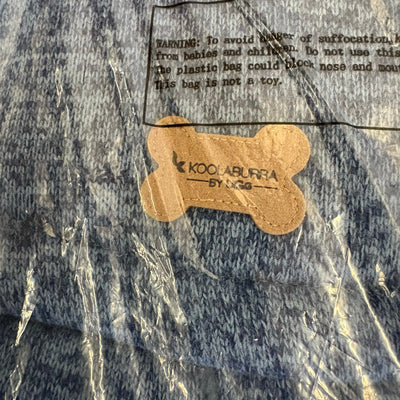 WARNING: To avoid danger of suffocation, k
from babies and children. Do not use this
The plastic bag could block nose and mou
This bag is not a toy.
KOOLABURRA
BY UGG